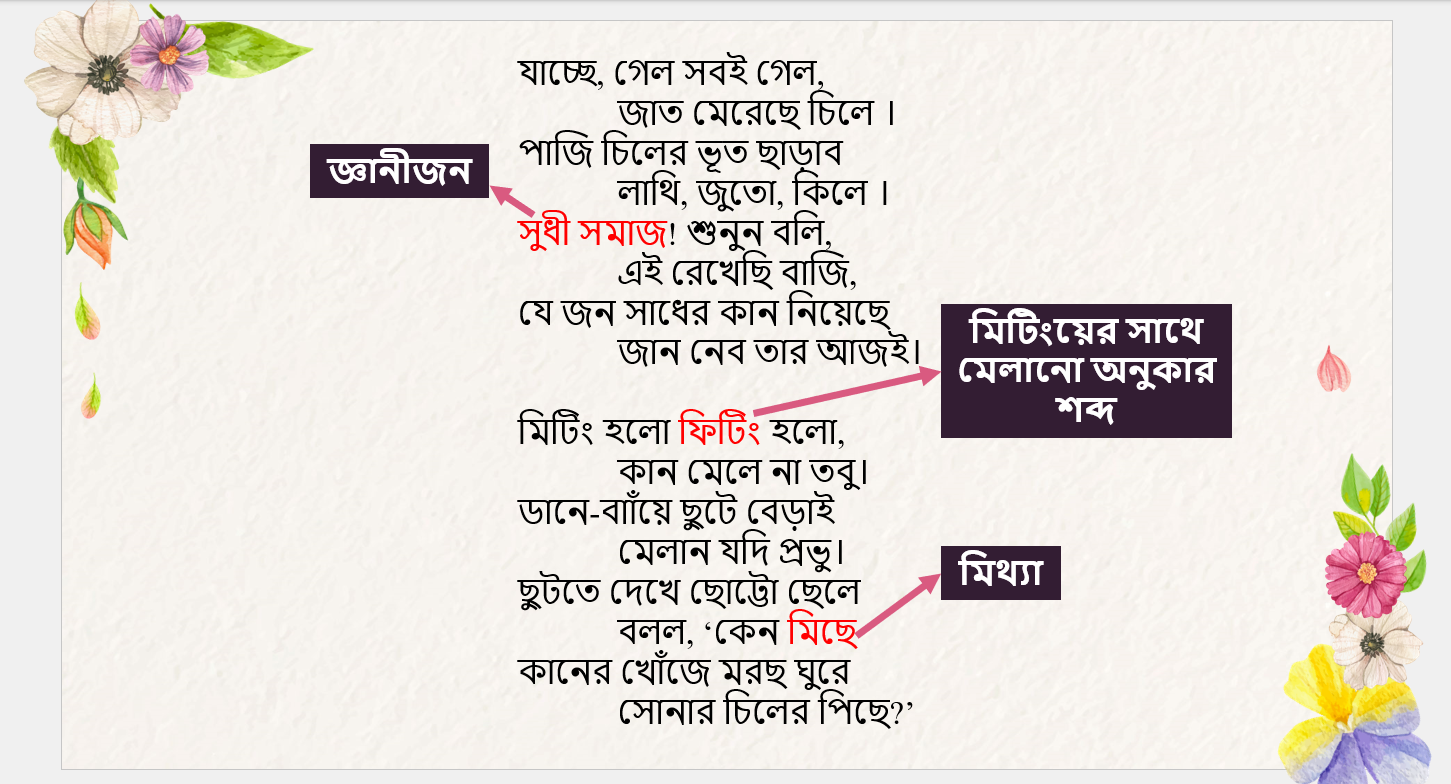 যাচ্ছে, গেল সবই গেল,
জাত মেরেছে চিলে ।
পাজি চিলের ভূত ছাড়াব
লাথি, জুতো, কিলে ।
জ্ঞানীজন
সুধী সমাজ! শুনুন বলি,
এই রেখেছি বাজি,
যে জন সাধের কান নিয়েছে
জান নেব তার আজই।
মিটিংয়ের সাথে
মেলানো অনুকার
শব্দ
মিটিং হলো ফিটিং হলো,
কান মেলে না তবু।
ডানে-বাাঁয়ে ছুটে বেড়াই
মেলান যদি প্রভু।
ছুটতে দেখে ছোট্টো ছেলে
বলল, ‘কেন মিছে
মিথ্যা
কানের খোঁজে মরছ ঘুরে
সোনার চিলের পিছে?’